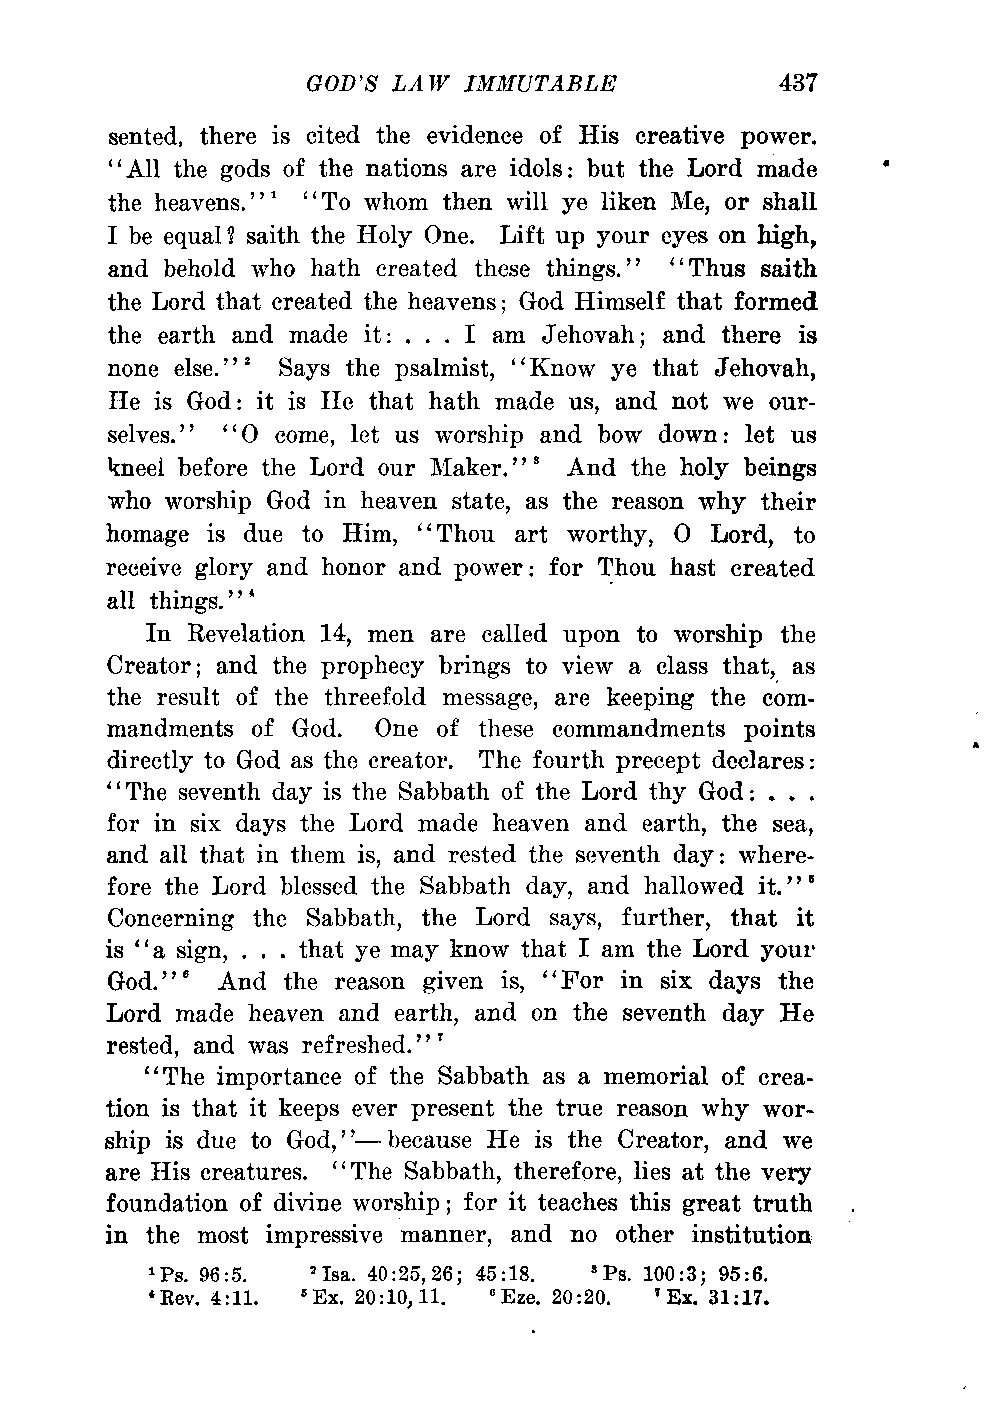 GOD'S LAW IMMUTABLE 437
sented, there is cited the evidence of His creative power.
"All the gods of the nations are idols: but the Lord made
the heavens."¹ "To whom then will ye liken Me, or shall
I be equal? saith the Holy One. Lift up your eyes on high,
and behold who hath created these things." "Thus saith
the Lord that created the heavens; God Himself that formed
the earth and made it: . . . I am Jehovah; and there is
none else."² Says the psalmist, "Know ye that Jehovah,
He is God: it is He that hath made us, and not we our-
selves." "O come, let us worship and bow down: let us
kneel before the Lord our Maker."³ And the holy beings
who worship God in heaven state, as the reason why their
homage is due to Him, "Thou art worthy, O Lord, to
receive glory and honor and power: for Thou hast created
all things."⁴
In Revelation 14, men are called upon to worship the
Creator; and the prophecy brings to view a class that, as
the result of the threefold message, are keeping the com-
mandments of God. One of these commandments points
directly to God as the creator. The fourth precept declares:
"The seventh day is the Sabbath of the Lord thy God: . . .
for in six days the Lord made heaven and earth, the sea,
and all that in them is, and rested the seventh day: where-
fore the Lord blessed the Sabbath day, and hallowed it."⁵
Concerning the Sabbath, the Lord says, further, that it
is "a sign, . . . that ye may know that I am the Lord your
God."⁶ And the reason given is, "For in six days the
Lord made heaven and earth, and on the seventh day He
rested, and was refreshed."⁷
"The importance of the Sabbath as a memorial of crea-
tion is that it keeps ever present the true reason why wor-
ship is due to God,"— because He is the Creator, and we
are His creatures. "The Sabbath, therefore, lies at the very
foundation of divine worship; for it teaches this great truth
in the most impressive manner, and no other institution
¹Ps. 96:5. ²Isa. 40:25, 26; 45:18. ³Ps. 100:3; 95:6.
⁴Rev. 4:11. ⁵Ex. 20:10, 11. ⁶Eze. 20:20. ⁷Ex. 31:17.